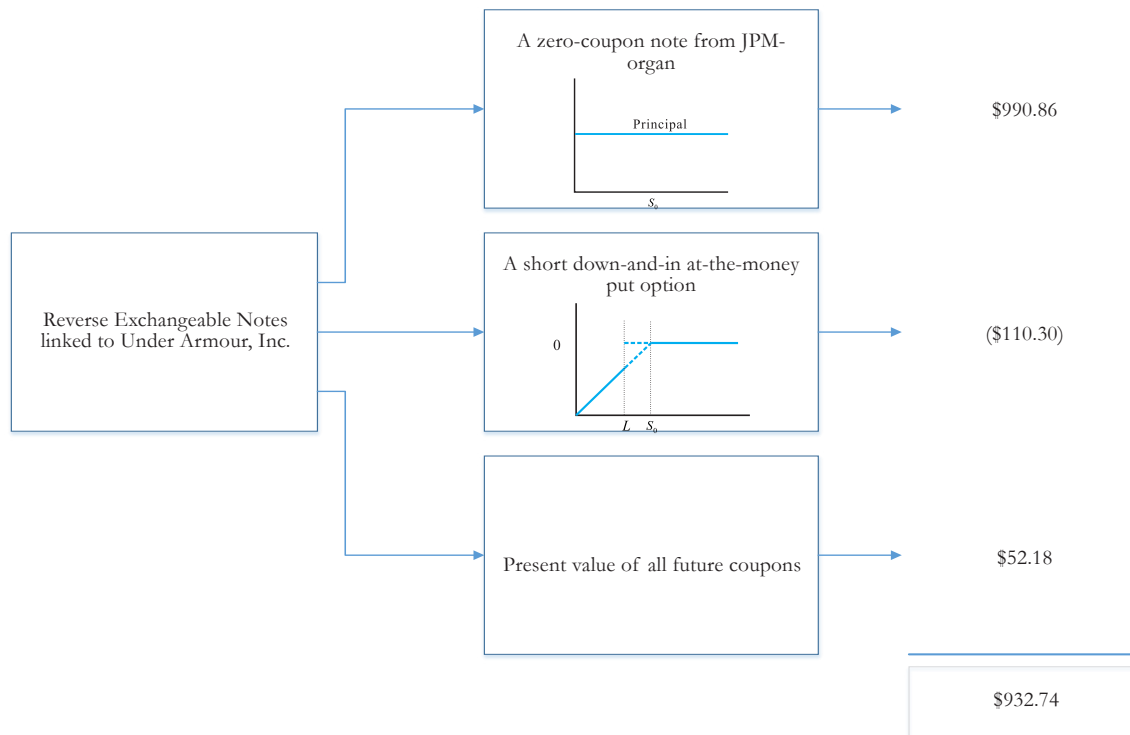 A zero-coupon note from JPM-
organ
Principal
S₀
$990.86
Reverse Exchangeable Notes
linked to Under Armour, Inc.
A short down-and-in at-the-money
put option
0
L S₀
($110.30)
Present value of all future coupons
$52.18
$932.74